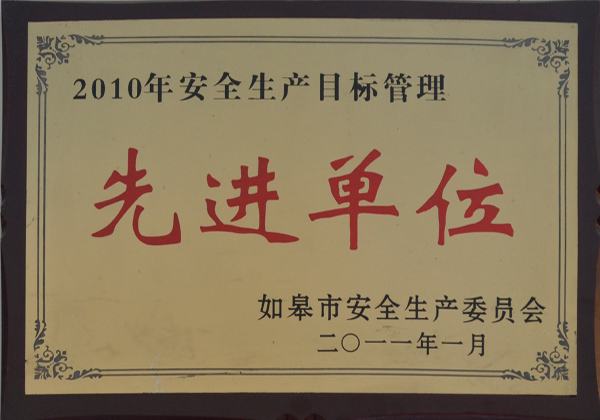 2010年安全生产目标管理
先进单位
如皋市安全生产委员会
二〇一一年一月